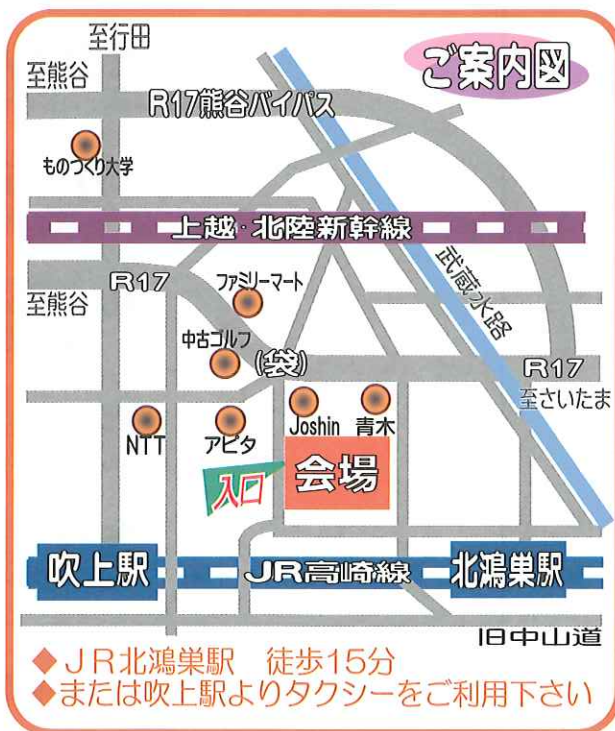 至行田
ご案内図
至熊谷
R17熊谷バイパス
ものつくり大学
上越・北陸新幹線
武蔵水路
R17
ファミリーマート
至熊谷
中古ゴルフ
(袋)
R17
至さいたま
NTT
アピタ
Joshin
青木
入口
会場
吹上駅
JR高崎線
北鴻巣駅
旧中山道
◆JR北鴻巣駅 徒歩15分
◆または吹上駅よりタクシーをご利用下さい